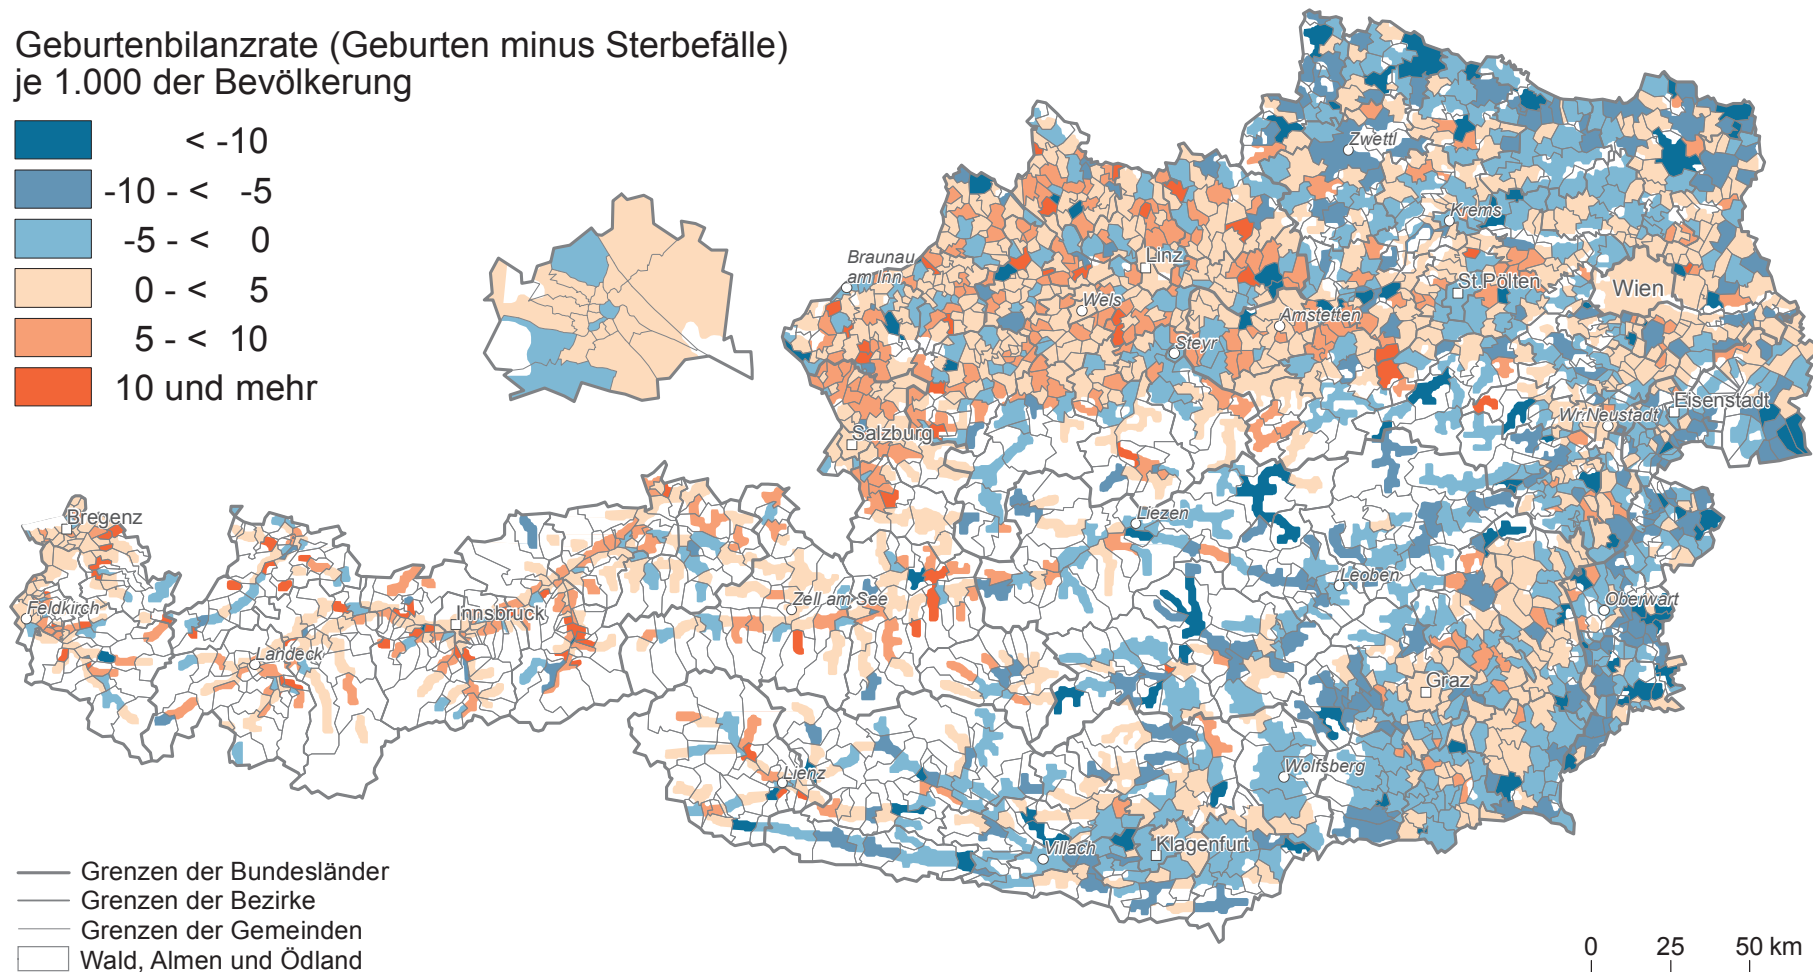 Geburtenbilanzrate (Geburten minus Sterbefälle)
je 1.000 der Bevölkerung
< -10
-10 - < -5
-5 - < 0
0 - < 5
5 - < 10
10 und mehr
Zwettl
Krems
Braunau
am Inn
Linz
St.Pölten
Wien
Wels
Amstetten
Steyr
Eisenstadt
Wr.Neustadt
Salzburg
Bregenz
Liezen
Leoben
Feldkirch
Innsbruck
Zell am See
Oberwart
Landeck
Graz
Lienz
Wolfsberg
Villach
Klagenfurt
Grenzen der Bundesländer
Grenzen der Bezirke
Grenzen der Gemeinden
Wald, Almen und Ödland
0 25 50 km